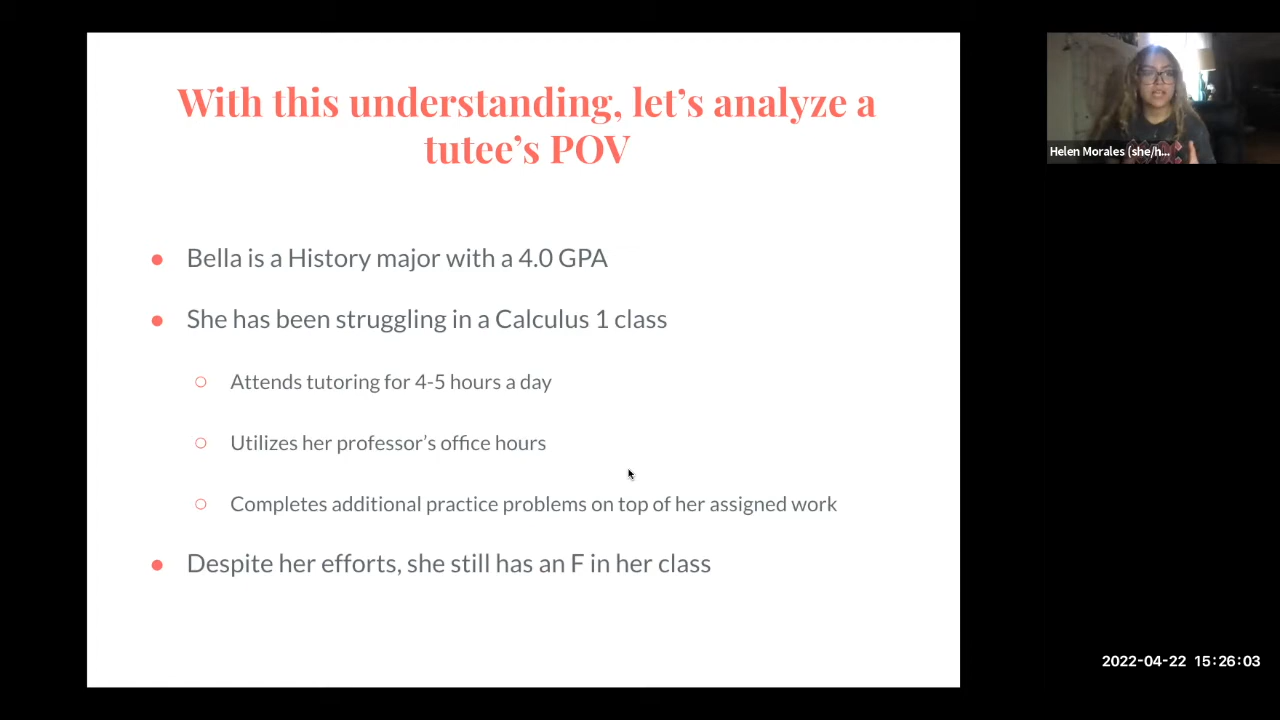 With this understanding, let’s analyze a
tutee’s POV
● Bella is a History major with a 4.0 GPA
● She has been struggling in a Calculus 1 class
○ Attends tutoring for 4-5 hours a day
○ Utilizes her professor’s office hours
○ Completes additional practice problems on top of her assigned work
● Despite her efforts, she still has an F in her class
Helen Morales (she/h...
2022-04-22 15:26:03